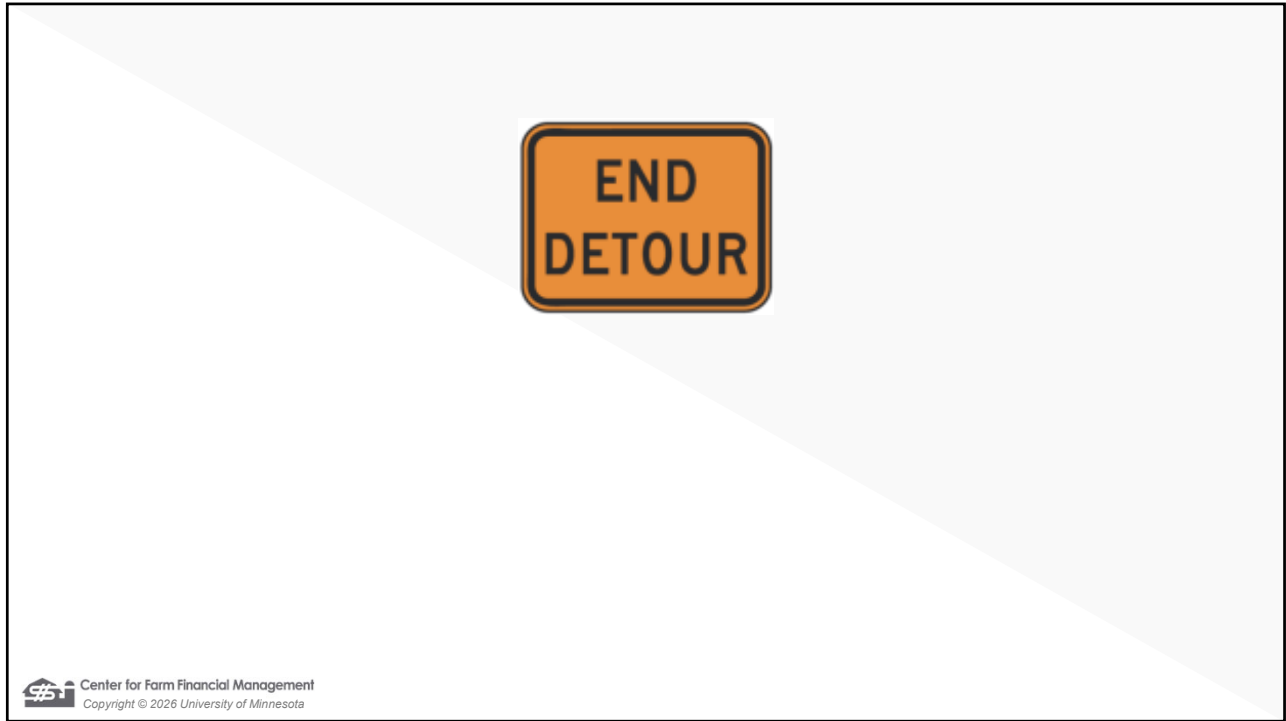 END
DETOUR
Center for Farm Financial Management
Copyright © 2026 University of Minnesota